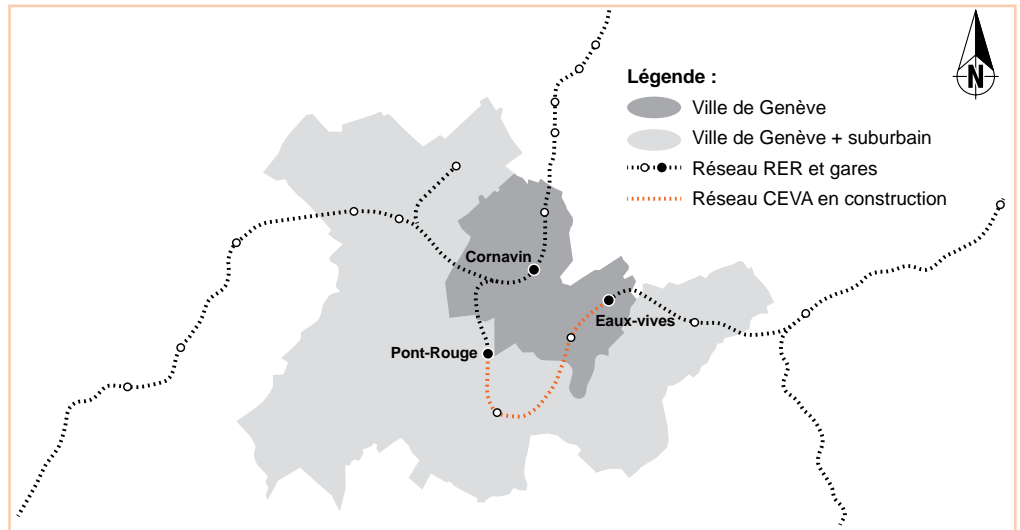 N
Légende :
Ville de Genève
Ville de Genève + suburbain
Réseau RER et gares
Réseau CEVA en construction
Cornavin
Eaux-vives
Pont-Rouge